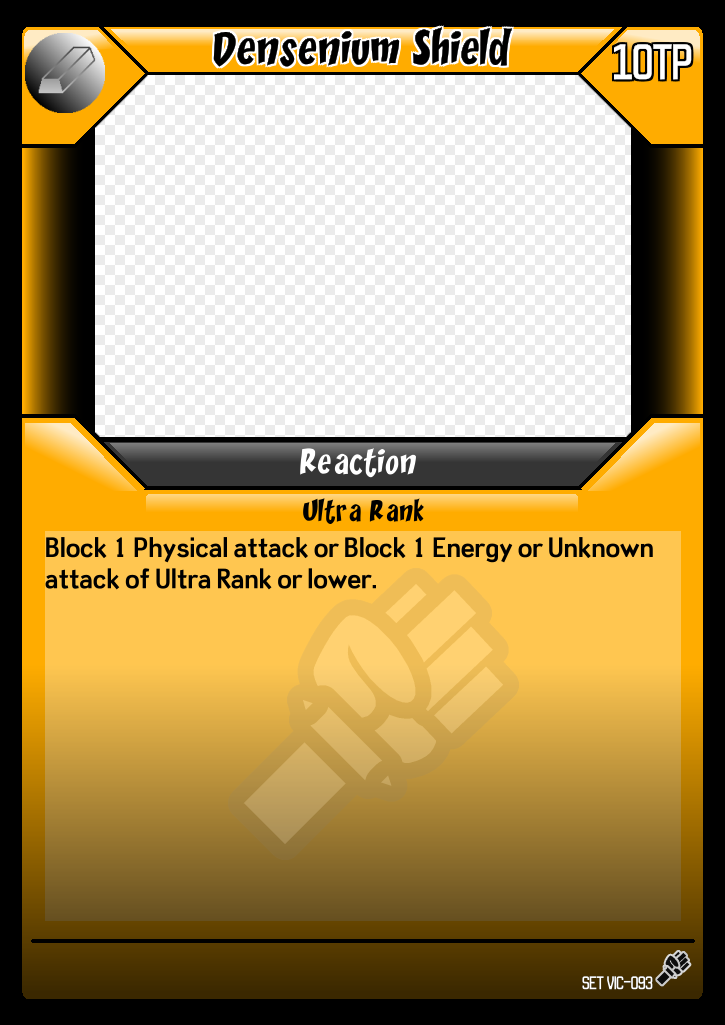 Densenium Shield
10TP
Reaction
Ultra Rank
Block 1 Physical attack or Block 1 Energy or Unknown
attack of Ultra Rank or lower.
SET VIC-093